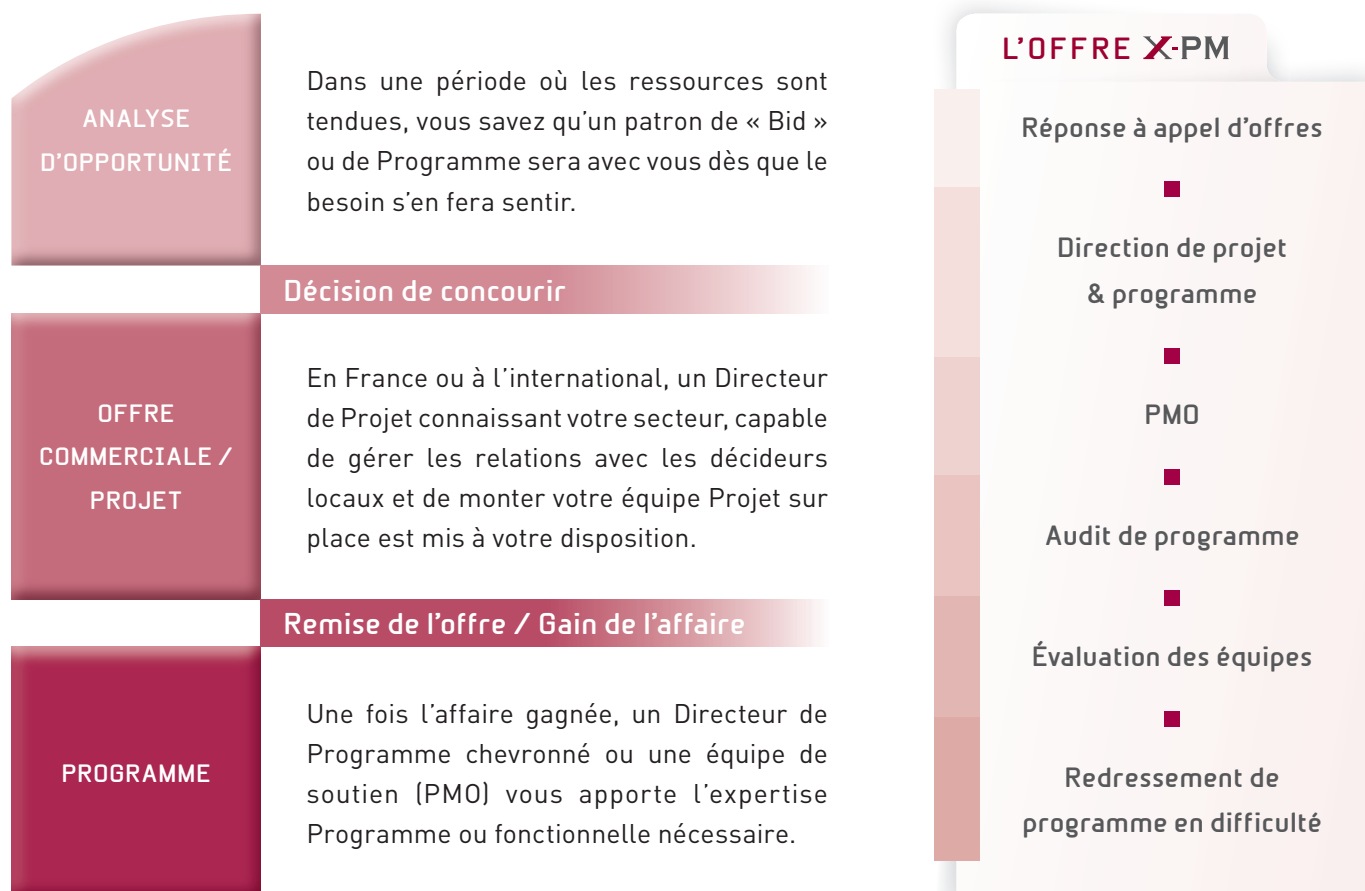 ANALYSE
D'OPPORTUNITÉ
Dans une période où les ressources sont
tendues, vous savez qu'un patron de « Bid »
ou de Programme sera avec vous dès que le
besoin s'en fera sentir.
Décision de concourir
OFFRE
COMMERCIALE /
PROJET
En France ou à l'international, un Directeur
de Projet connaissant votre secteur, capable
de gérer les relations avec les décideurs
locaux et de monter votre équipe Projet sur
place est mis à votre disposition.
Remise de l'offre / Gain de l'affaire
PROGRAMME
Une fois l'affaire gagnée, un Directeur de
Programme chevronné ou une équipe de
soutien (PMO) vous apporte l'expertise
Programme ou fonctionnelle nécessaire.
L'OFFRE X-PM
Réponse à appel d'offres
Direction de projet
& programme
PMO
Audit de programme
Évaluation des équipes
Redressement de
programme en difficulté